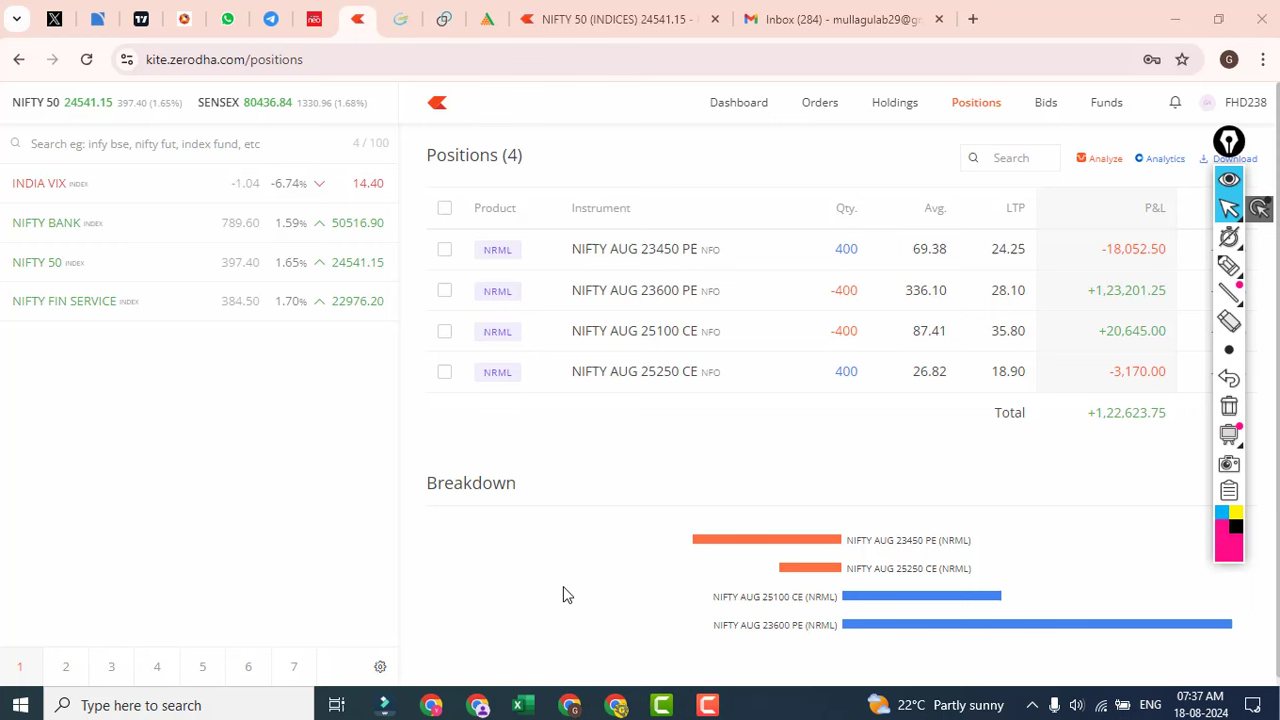 NIFTY 50 (INDICES) 24541.15 -
Inbox (284) - mullagulab29@g
kite.zerodha.com/positions
G
NIFTY 50 24541.15 397.40 (1.65%) SENSEX 80436.84 1330.96 (1.68%)
Dashboard Orders Holdings Positions Bids Funds FHD238
Search eg: infy bse, nifty fut, index fund, etc 4 / 100
INDIA VIX INDEX -1.04 -6.74% 14.40
NIFTY BANK INDEX 789.60 1.59% 50516.90
NIFTY 50 INDEX 397.40 1.65% 24541.15
NIFTY FIN SERVICE INDEX 384.50 1.70% 22976.20
Positions (4) Search Analyze Analytics Download
Product Instrument Qty. Avg. LTP P&L
NRML NIFTY AUG 23450 PE NFO 400 69.38 24.25 -18,052.50
NRML NIFTY AUG 23600 PE NFO -400 336.10 28.10 +1,23,201.25
NRML NIFTY AUG 25100 CE NFO -400 87.41 35.80 +20,645.00
NRML NIFTY AUG 25250 CE NFO 400 26.82 18.90 -3,170.00
Total +1,22,623.75
Breakdown
NIFTY AUG 23450 PE (NRML)
NIFTY AUG 25250 CE (NRML)
NIFTY AUG 25100 CE (NRML)
NIFTY AUG 23600 PE (NRML)
1 2 3 4 5 6 7
Type here to search
22°C Partly sunny
ENG
07:37 AM
18-08-2024